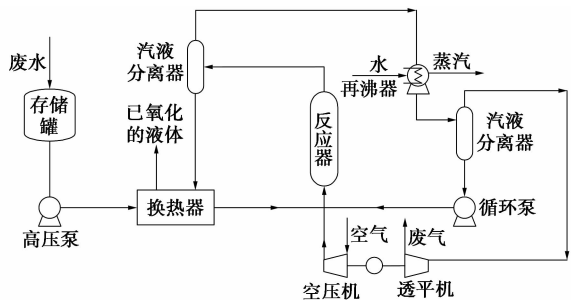 废水
存储
罐
高压泵
已氧化
的液体
换热器
汽液
分离器
反
应
器
水
再沸器
蒸汽
汽液
分离器
循环泵
空气
废气
空压机
透平机